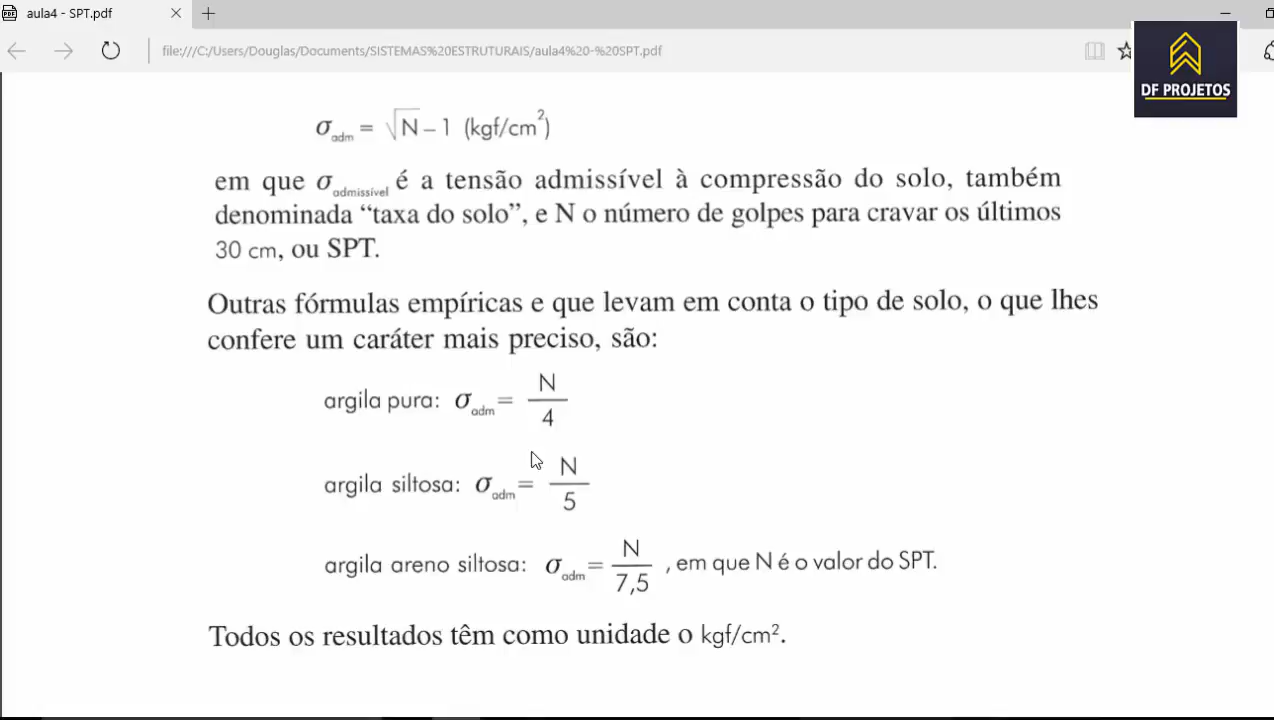 aula4 - SPT.pdf
file:///C:/Users/Douglas/Documents/SISTEMAS%20ESTRUTURAIS/aula4%20-%20SPT.pdf
DF PROJETOS
σadm = √N – 1 (kgf/cm²)
em que σadmissível é a tensão admissível à compressão do solo, também
denominada “taxa do solo”, e N o número de golpes para cravar os últimos
30 cm, ou SPT.
Outras fórmulas empíricas e que levam em conta o tipo de solo, o que lhes
confere um caráter mais preciso, são:
argila pura: σadm = N/4
argila siltosa: σadm = N/5
argila areno siltosa: σadm = N/7,5 , em que N é o valor do SPT.
Todos os resultados têm como unidade o kgf/cm².